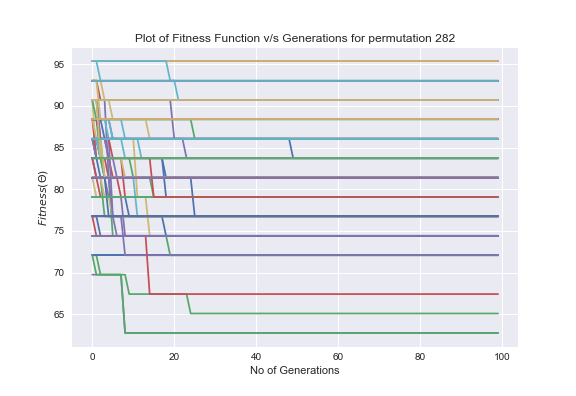 Plot of Fitness Function v/s Generations for permutation 282
95
90
85
80
75
70
65
Fitness(Θ)
0 20 40 60 80 100
No of Generations